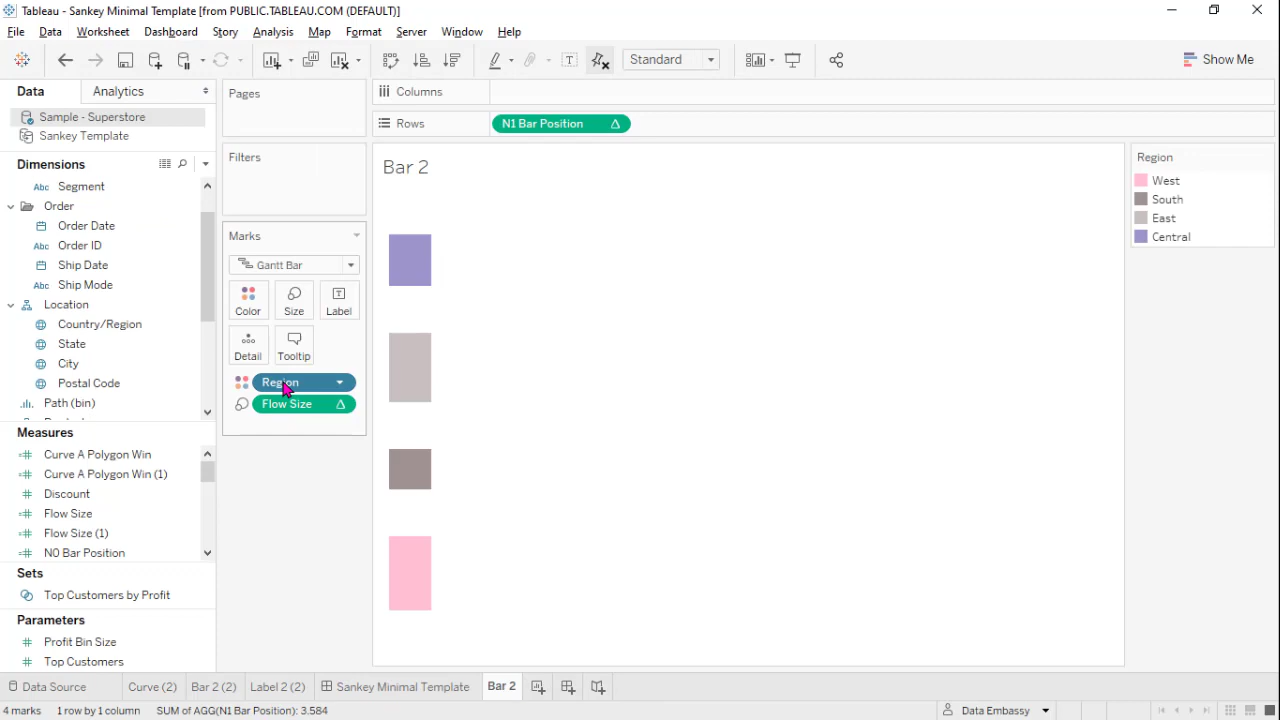 Tableau - Sankey Minimal Template [from PUBLIC.TABLEAU.COM (DEFAULT)]
File Data Worksheet Dashboard Story Analysis Map Format Server Window Help
Standard
Show Me
Data Analytics
Sample - Superstore
Sankey Template
Dimensions
Abc Segment
Order
Order Date
Abc Order ID
Ship Date
Abc Ship Mode
Location
Country/Region
State
City
Postal Code
Path (bin)
Measures
Curve A Polygon Win
Curve A Polygon Win (1)
Discount
Flow Size
Flow Size (1)
N0 Bar Position
Sets
Top Customers by Profit
Parameters
Profit Bin Size
Top Customers
Pages
Filters
Marks
Gantt Bar
Color Size Label
Detail Tooltip
Region
Flow Size
Columns
Rows N1 Bar Position
Bar 2
Region
West
South
East
Central
Data Source Curve (2) Bar 2 (2) Label 2 (2) Sankey Minimal Template Bar 2
4 marks 1 row by 1 column SUM of AGG(N1 Bar Position): 3.584 Data Embassy